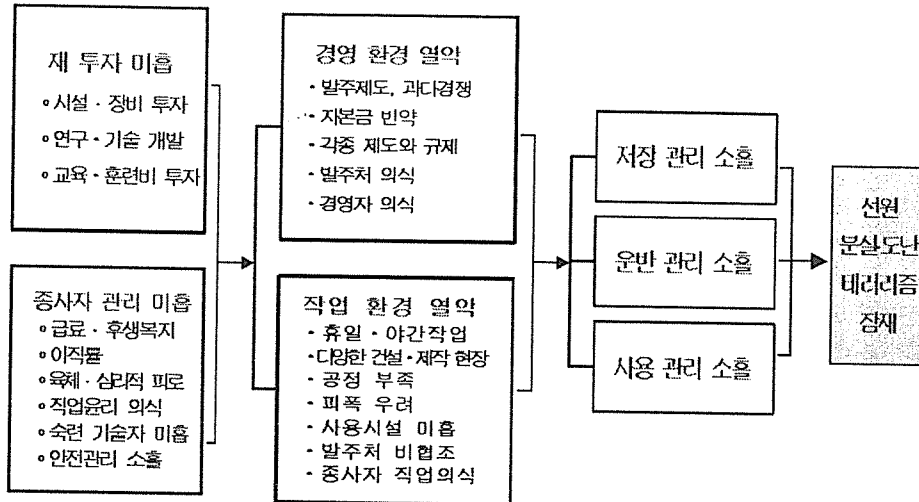 재 투자 미흡
∘시설 · 장비 투자
∘연구 · 기술 개발
∘교육 · 훈련비 투자
종사자 관리 미흡
∘급료 · 후생복지
∘이직률
∘육체 · 심리적 피로
∘직업윤리 의식
∘숙련 기술자 미흡
∘안전관리 소홀
경영 환경 열악
· 발주제도, 과다경쟁
· 자본금 빈약
· 각종 제도와 규제
· 발주처 의식
· 경영자 의식
작업 환경 열악
· 휴일 · 야간작업
· 다양한 건설 · 제작 현장
· 공정 부족
· 피폭 우려
· 사용시설 미흡
· 발주처 비협조
· 종사자 직업의식
저장 관리 소홀
운반 관리 소홀
사용 관리 소홀
선원
분실·도난
테러리즘
잠재